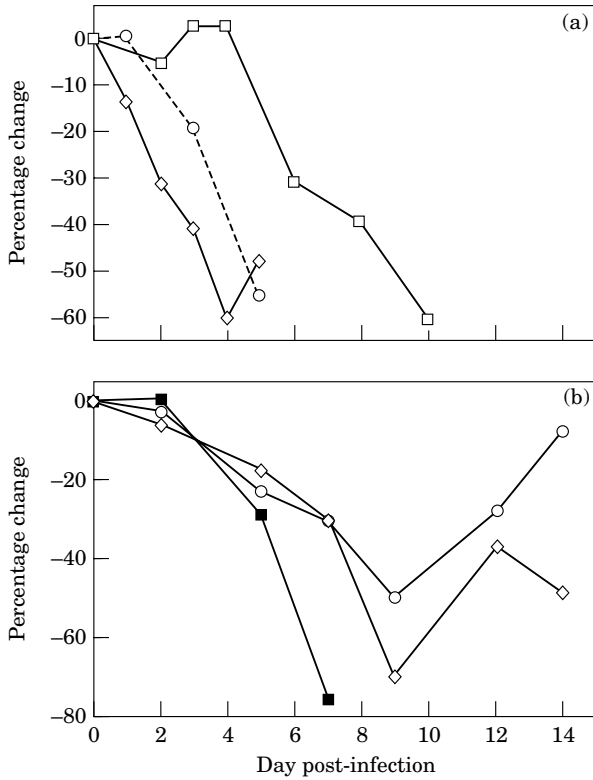 (a)
Percentage change
0
–10
–20
–30
–40
–50
–60
(b)
Percentage change
0
–20
–40
–60
–80
0 2 4 6 8 10 12 14
Day post-infection